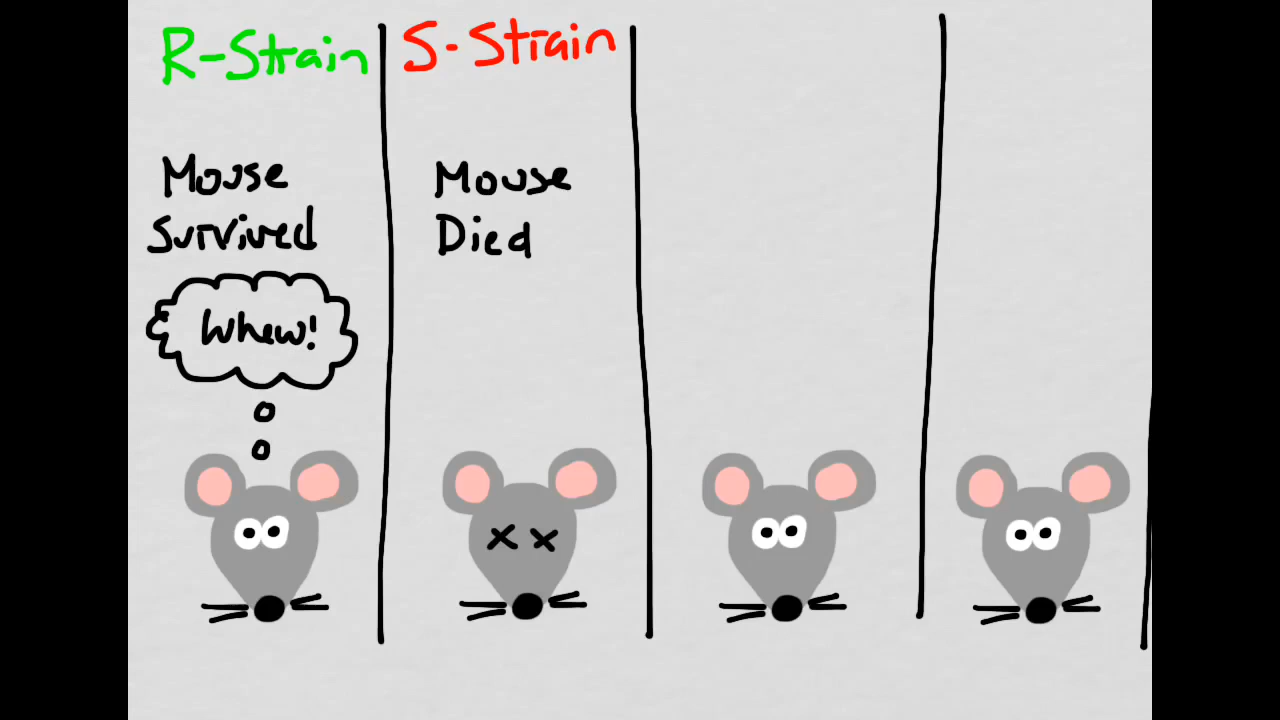 R-Strain
S-Strain
Mouse
Survived
Mouse
Died
Whew!